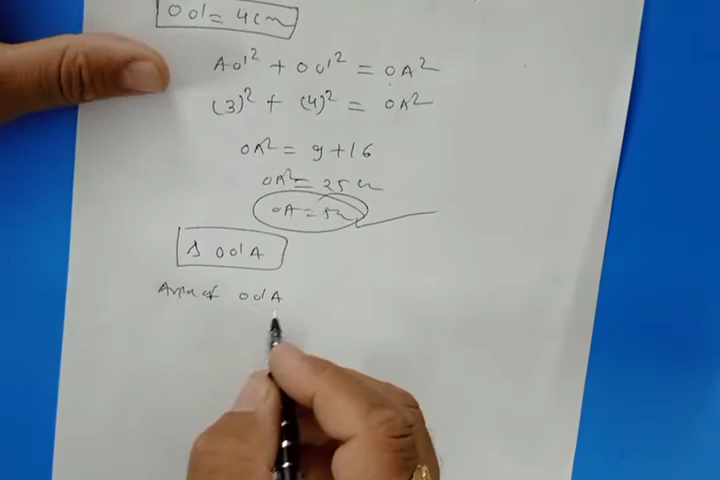 OO' = 4cm
AO'² + OO'² = OA²
(3)² + (4)² = OA²
OA² = 9+16
OA² = 25
OA = 5
Δ OO'A
Area of OO'A